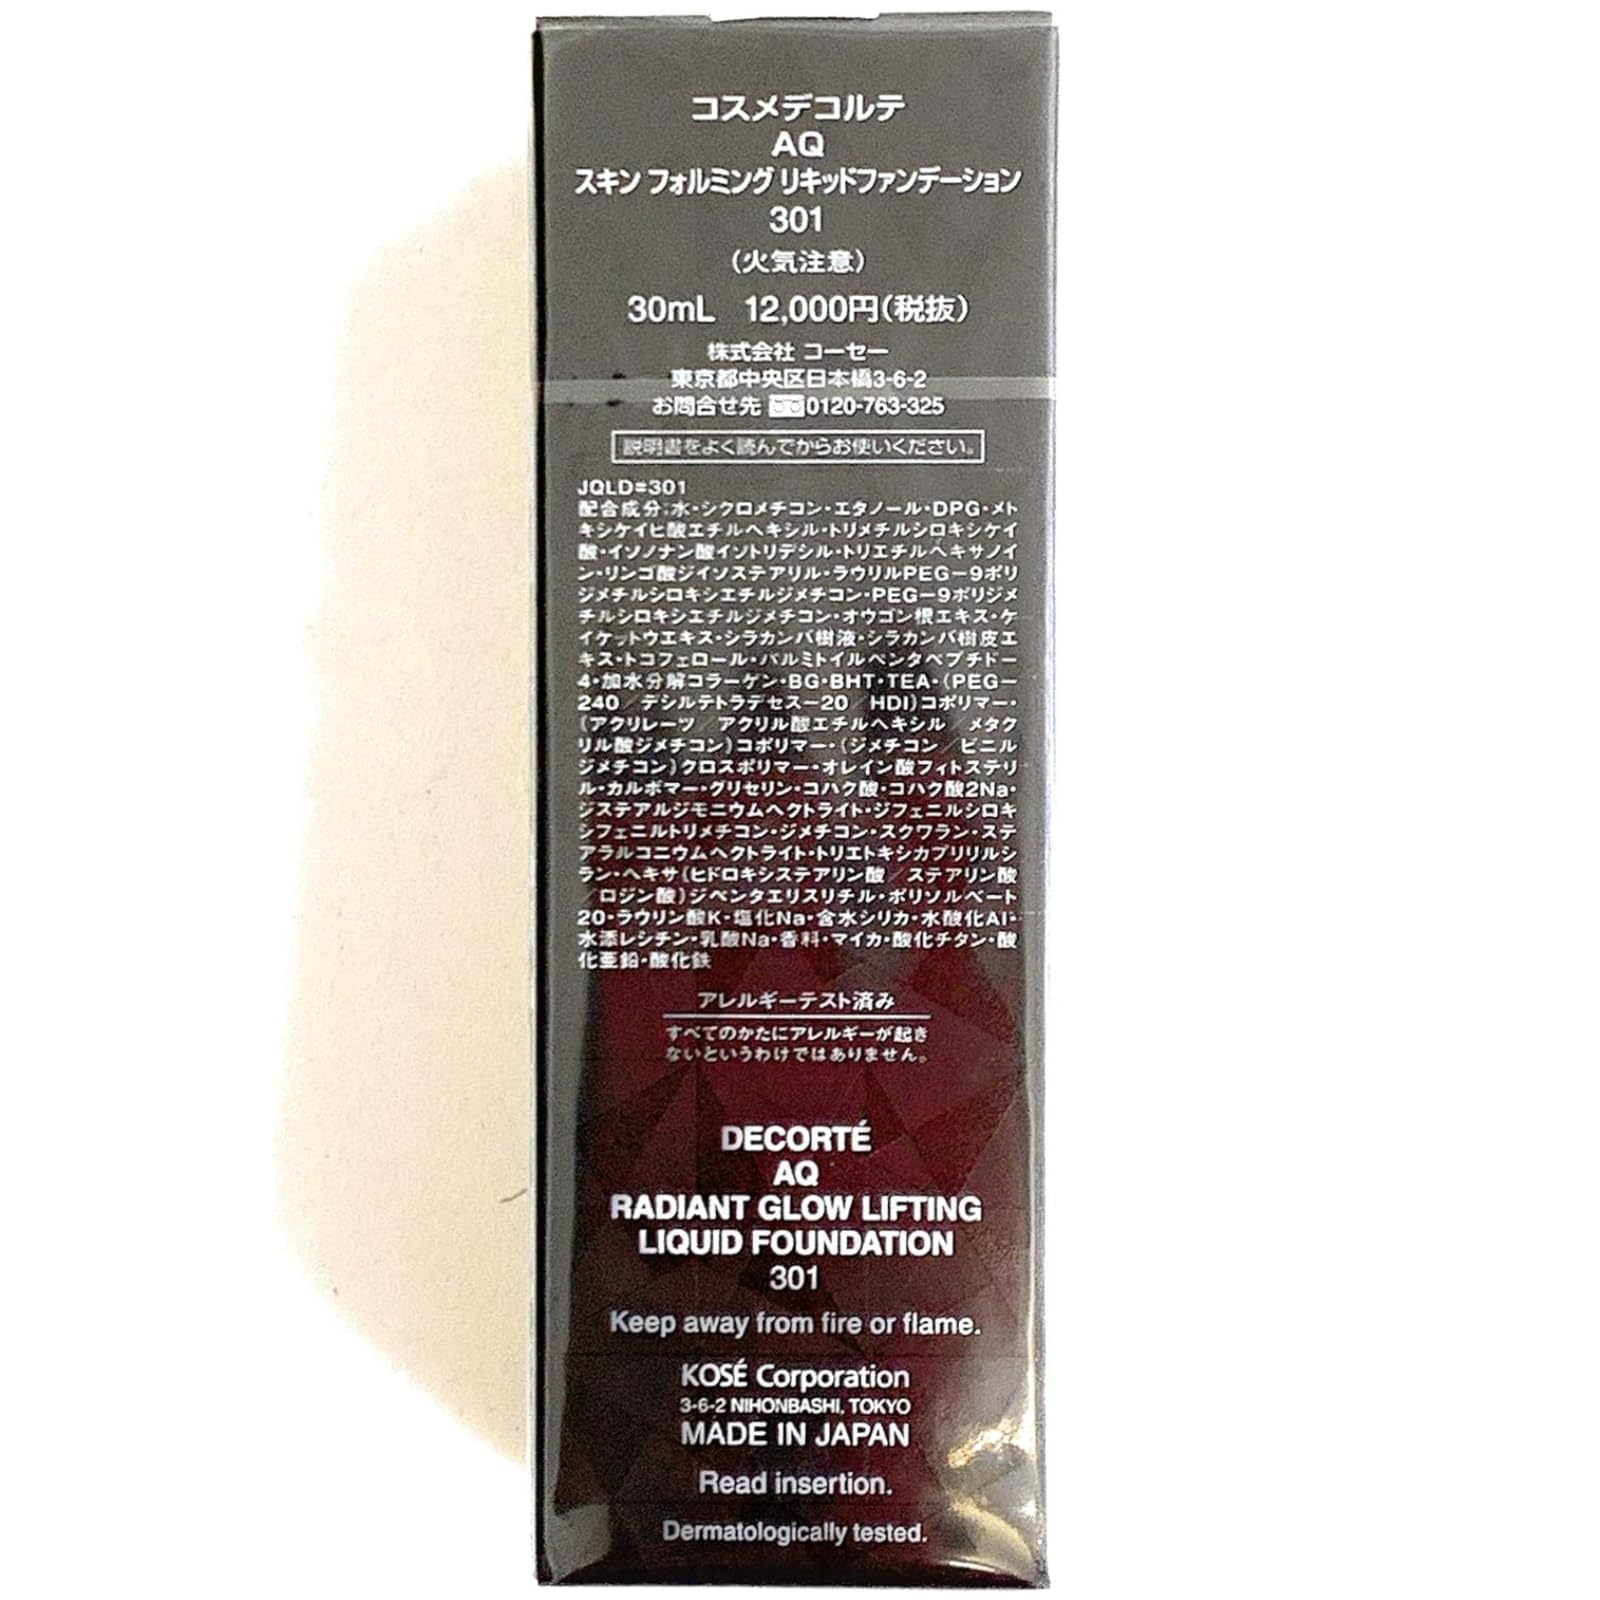 コスメデコルテ
AQ
スキン フォルミング リキッドファンデーション
301
(火気注意)
30mL 12,000円(税抜)
株式会社 コーセー
東京都中央区日本橋3-6-2
お問合せ先 0120-763-325
説明書をよく読んでからお使いください。
JQLD=301
配合成分:水・シクロメチコン・エタノール・DPG・メト
キシケイヒ酸エチルヘキシル・トリメチルシロキシケイ
酸・イソノナン酸イソトリデシル・トリエチルヘキサノイ
ン・リンゴ酸ジイソステアリル・ラウリルPEG-9ポリ
ジメチルシロキシエチルジメチコン・PEG-9ポリジメ
チルシロキシエチルジメチコン・オウゴン根エキス・ケ
イケットウエキス・シラカンバ樹液・シラカンバ樹皮エ
キス・トコフェロール・パルミトイルペンタペプチド-
4・加水分解コラーゲン・BG・BHT・TEA・(PEG-
240/デシルテトラデセス-20/HDI)コポリマー・
(アクリレーツ/アクリル酸エチルヘキシル/メタク
リル酸ジメチコン)コポリマー・(ジメチコン/ビニル
ジメチコン)クロスポリマー・オレイン酸フィトステリ
ル・カルボマー・グリセリン・コハク酸・コハク酸2Na・
ジステアルジモニウムヘクトライト・ジフェニルシロキ
シフェニルトリメチコン・ジメチコン・スクワラン・ステ
アラルコニウムヘクトライト・トリエトキシカプリリルシ
ラン・ヘキサ(ヒドロキシステアリン酸/ステアリン酸
/ロジン酸)ジペンタエリスリチル・ポリソルベート
20・ラウリン酸K・塩化Na・含水シリカ・水酸化Al・
水添レシチン・乳酸Na・香料・マイカ・酸化チタン・酸
化亜鉛・酸化鉄
アレルギーテスト済み
すべてのかたにアレルギーが起き
ないというわけではありません。
DECORTÉ
AQ
RADIANT GLOW LIFTING
LIQUID FOUNDATION
301
Keep away from fire or flame.
KOSÉ Corporation
3-6-2 NIHONBASHI, TOKYO
MADE IN JAPAN
Read insertion.
Dermatologically tested.